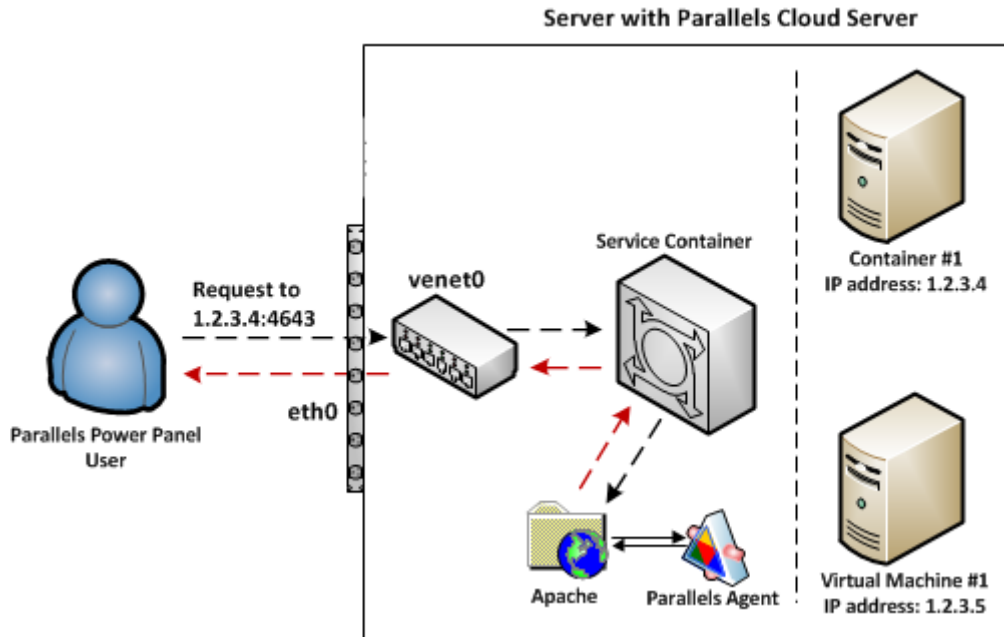 Server with Parallels Cloud Server
Container #1
IP address: 1.2.3.4
Service Container
venet0
Request to
1.2.3.4:4643
eth0
Parallels Power Panel
User
Apache
Parallels Agent
Virtual Machine #1
IP address: 1.2.3.5